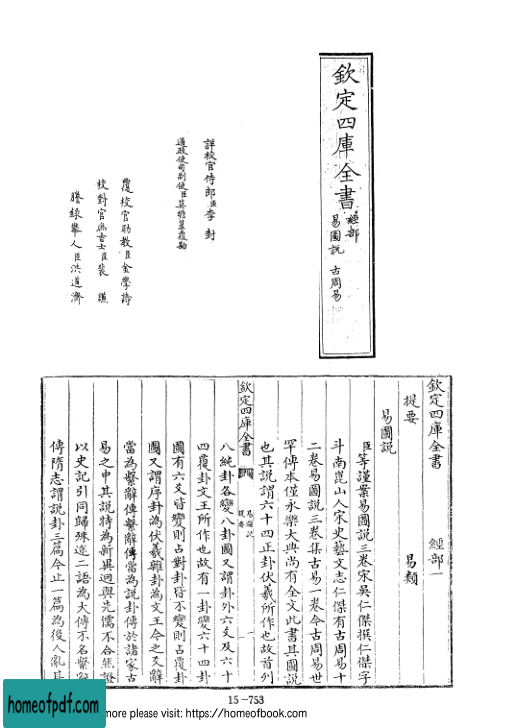 欽定四庫全書 經部
易圖說 古周易
詳校官侍郎臣李封
通政使司副使臣莫瞻菉覆勘
覆校官助教臣金學詩
校對官庶吉士臣裴謙
謄錄舉人臣洪道濟
欽定四庫全書 經部一
提要 易類
易圖說
臣等謹案易圖說三卷宋吳仁傑撰仁傑字
斗南崑山人宋史藝文志仁傑有古周易十
二卷易圖說三卷集古易一卷今古周易世
罕傳本僅永樂大典尚有全文此書其圖說
也其說謂六十四正卦伏羲所作也故首列
欽定四庫全書 易圖說 提要 一
八純卦各變八卦圖又謂卦外六爻及六十
四覆卦文王所作也故有一卦變六十四卦
圖有六爻皆變則占對卦皆不變則占覆卦
圖又謂序卦為伏羲雜卦為文王今之爻辭
當為繫辭傳繫辭傳當為說卦傳於諸家古
易之中其說特為新異迥與先儒不合然證
以史記引同歸殊途二語為大傳不名繫辭
傳隋志謂說卦三篇今止一篇為後人亂其
15-753
homeofpdf.com
more please visit: https://homeofbook.com